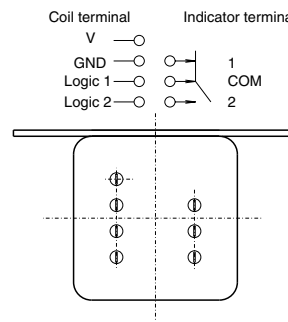 Coil terminal Indicator termina
V
GND 1
Logic 1 COM
Logic 2 2